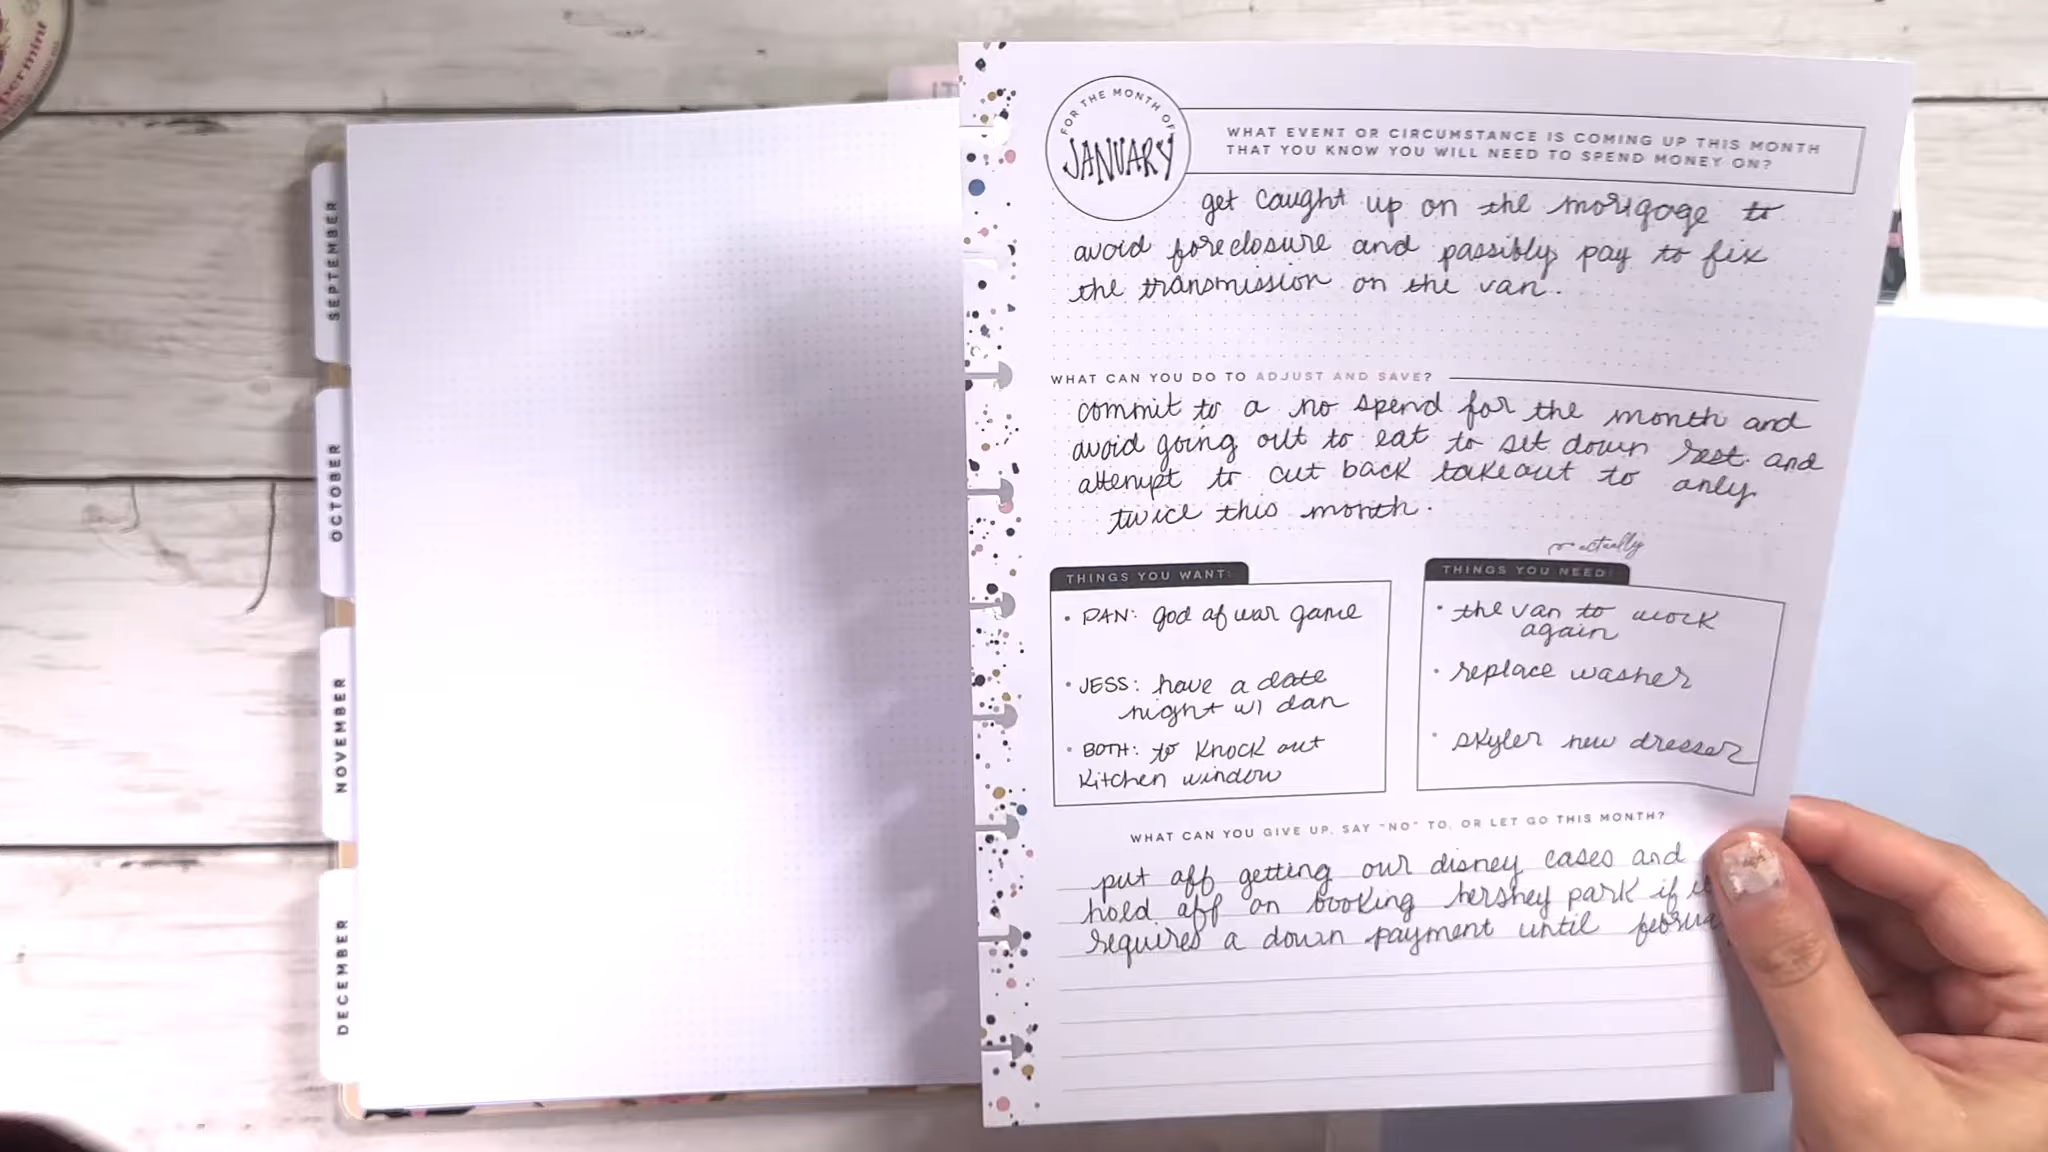 permint
SEPTEMBER
OCTOBER
NOVEMBER
DECEMBER
FOR THE MONTH OF
JANUARY
WHAT EVENT OR CIRCUMSTANCE IS COMING UP THIS MONTH
THAT YOU KNOW YOU WILL NEED TO SPEND MONEY ON?
get caught up on the mortgage to
avoid foreclosure and possibly pay to fix
the transmission on the van.
WHAT CAN YOU DO TO ADJUST AND SAVE?
commit to a no spend for the month and
avoid going out to eat to sit down rest. and
attempt to cut back takeout to only
twice this month.
actually
THINGS YOU WANT:
• DAN: god of war game
• JESS: have a date
night w/ dan
• BOTH: to knock out
kitchen window
THINGS YOU NEED:
• the van to work
again
• replace washer
• skyler new dresser
WHAT CAN YOU GIVE UP, SAY "NO" TO, OR LET GO THIS MONTH?
put off getting our disney cases and
hold off on booking hershey park if it
requires a down payment until februa